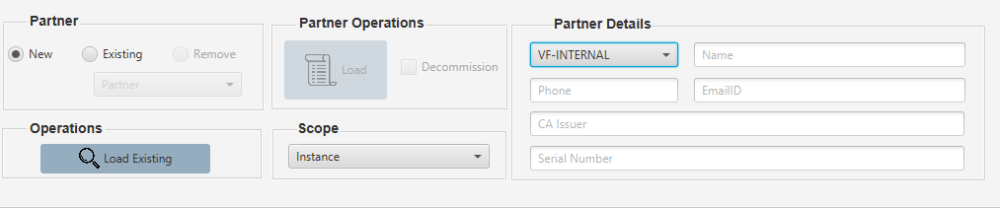 Partner
New
Existing
Remove
Partner
Operations
Load Existing
Partner Operations
Load
Decommission
Scope
Instance
Partner Details
VF-INTERNAL
Name
Phone
EmailID
CA Issuer
Serial Number